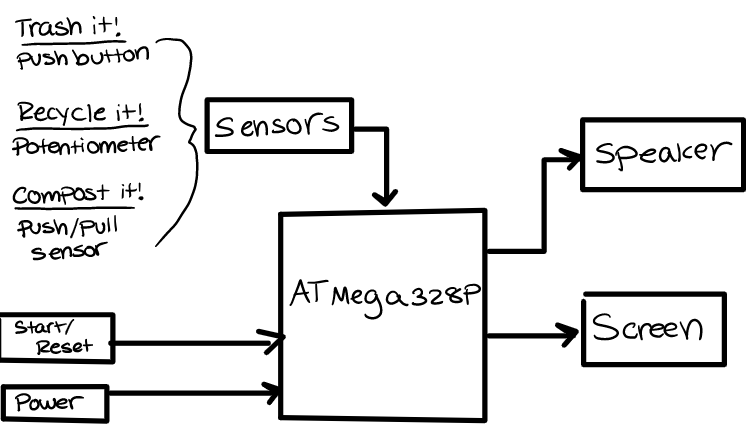 Trash it!
Push button
Recycle it!
Potentiometer
Compost it!
Push/Pull
sensor
Sensors
Speaker
ATMega328P
Start/
Reset
Screen
Power